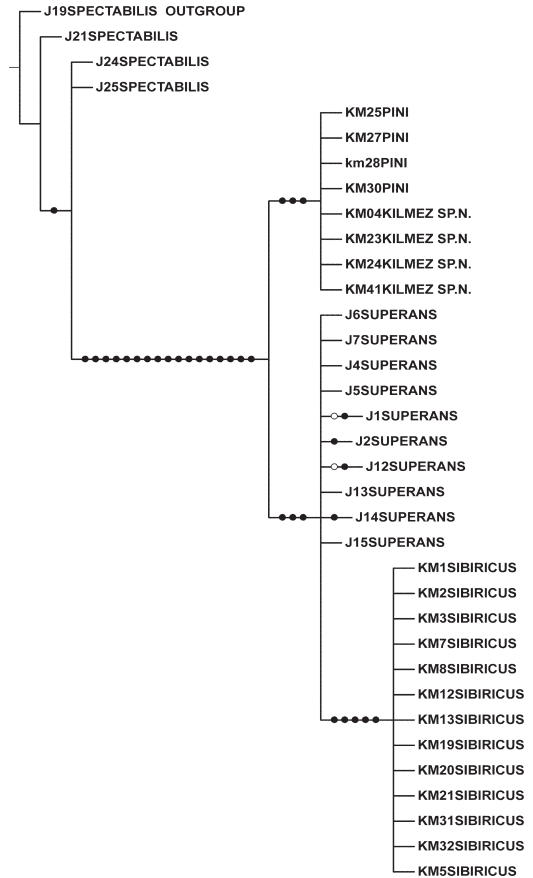 J19SPECTABILIS OUTGROUP
J21SPECTABILIS
J24SPECTABILIS
J25SPECTABILIS
KM25PINI
KM27PINI
km28PINI
KM30PINI
KM04KILMEZ SP.N.
KM23KILMEZ SP.N.
KM24KILMEZ SP.N.
KM41KILMEZ SP.N.
J6SUPERANS
J7SUPERANS
J4SUPERANS
J5SUPERANS
J1SUPERANS
J2SUPERANS
J12SUPERANS
J13SUPERANS
J14SUPERANS
J15SUPERANS
KM1SIBIRICUS
KM2SIBIRICUS
KM3SIBIRICUS
KM7SIBIRICUS
KM8SIBIRICUS
KM12SIBIRICUS
KM13SIBIRICUS
KM19SIBIRICUS
KM20SIBIRICUS
KM21SIBIRICUS
KM31SIBIRICUS
KM32SIBIRICUS
KM5SIBIRICUS